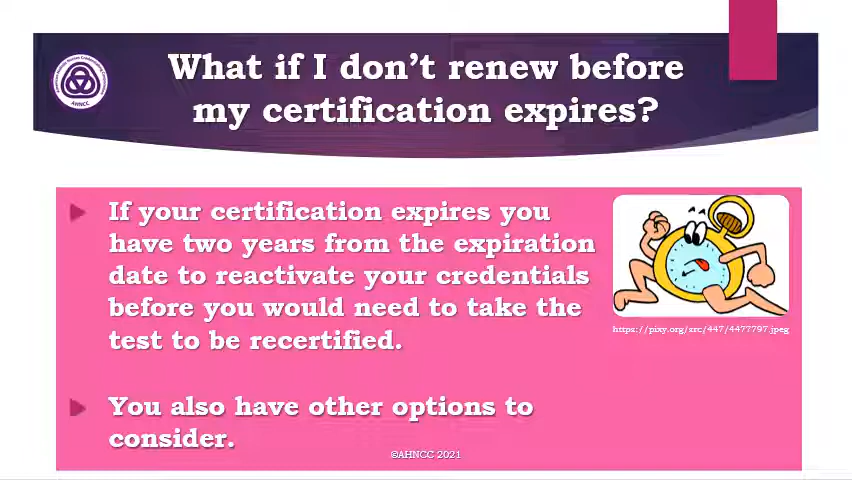 What if I don’t renew before
my certification expires?
AHNCC
If your certification expires you
have two years from the expiration
date to reactivate your credentials
before you would need to take the
test to be recertified.
https://pixy.org/src/447/4477797.jpeg
You also have other options to
consider.
©AHNCC 2021